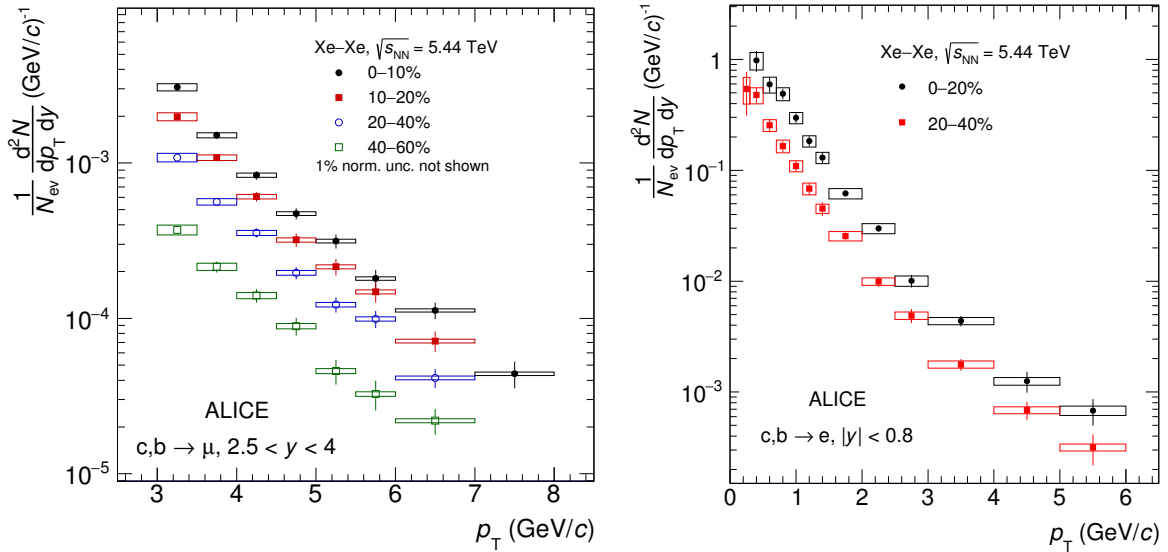 1/N_ev d²N/dp_T dy (GeV/c)⁻¹
Xe–Xe, √s_NN = 5.44 TeV
0–10%
10–20%
20–40%
40–60%
1% norm. unc. not shown
10⁻³
10⁻⁴
10⁻⁵
ALICE
c,b → μ, 2.5 < y < 4
3 4 5 6 7 8
p_T (GeV/c)
1/N_ev d²N/dp_T dy (GeV/c)⁻¹
Xe–Xe, √s_NN = 5.44 TeV
0–20%
20–40%
1
10⁻¹
10⁻²
10⁻³
ALICE
c,b → e, |y| < 0.8
0 1 2 3 4 5 6
p_T (GeV/c)